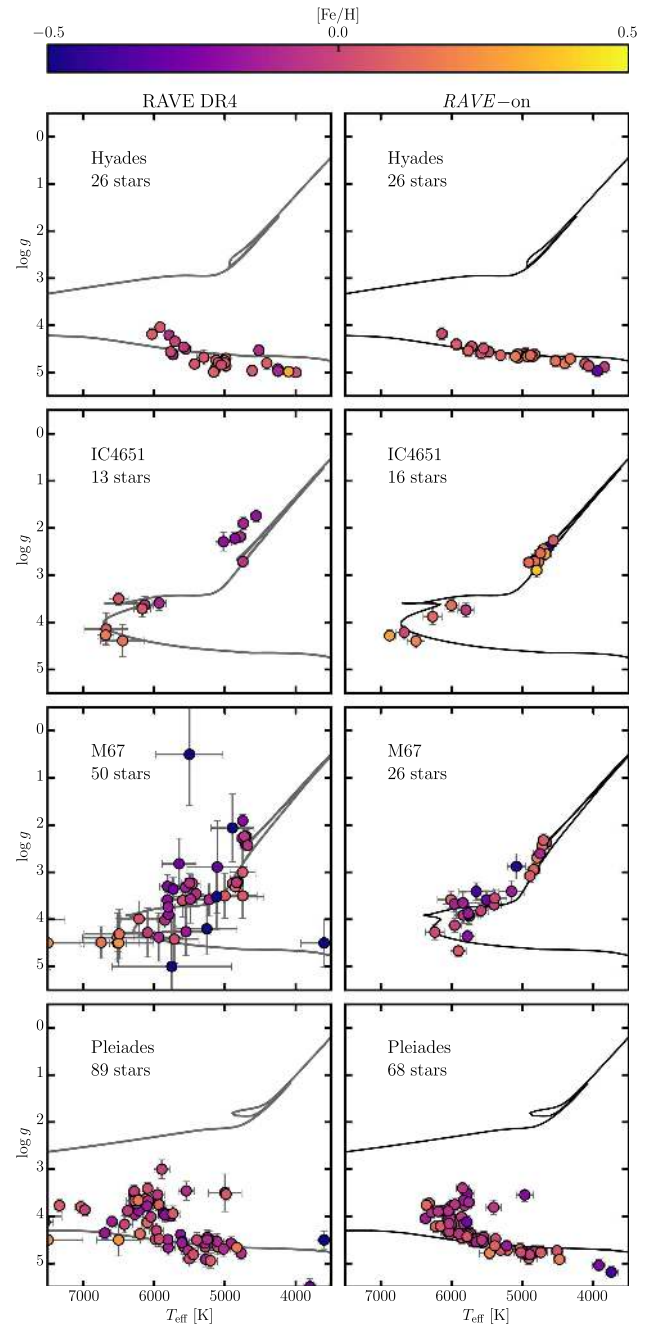 [Fe/H]
−0.5 0.0 0.5
RAVE DR4 RAVE−on
0
1
2
3
4
5
log g
Hyades
26 stars
Hyades
26 stars
0
1
2
3
4
5
log g
IC4651
13 stars
IC4651
16 stars
0
1
2
3
4
5
log g
M67
50 stars
M67
26 stars
0
1
2
3
4
5
log g
Pleiades
89 stars
Pleiades
68 stars
7000 6000 5000 4000 7000 6000 5000 4000
Teff [K] Teff [K]